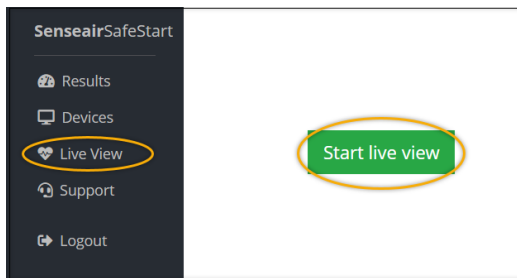 SenseairSafeStart
Results
Devices
Live View
Support
Logout
Start live view